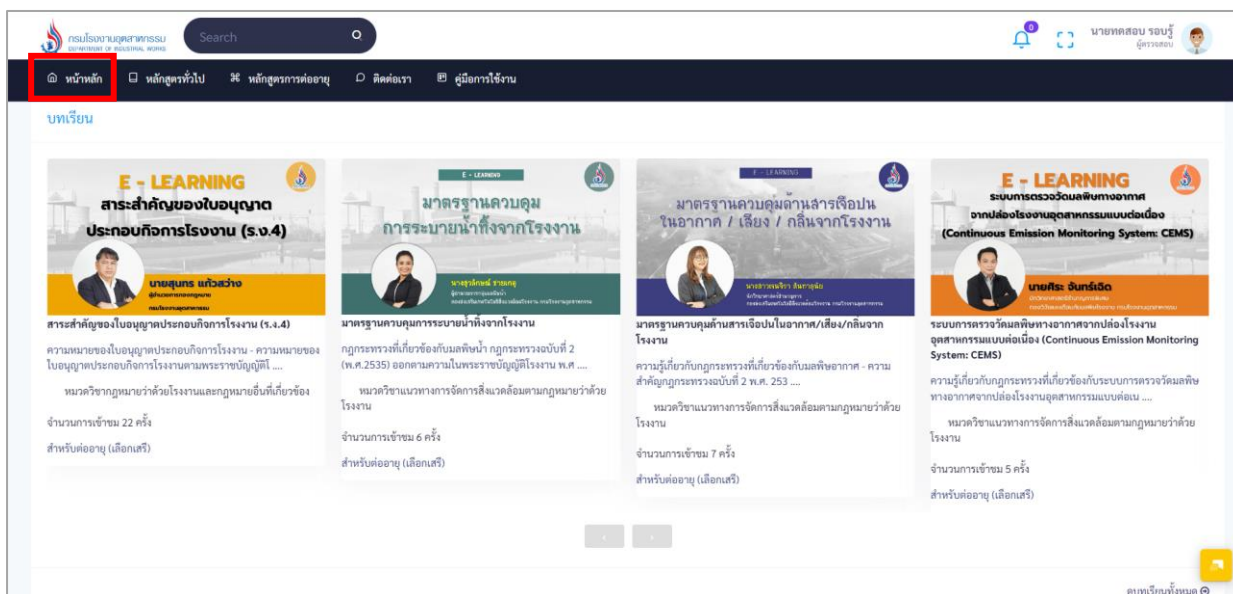 กรมโรงงานอุตสาหกรรม
DEPARTMENT OF INDUSTRIAL WORKS
Search
0
นายทดสอบ รอบรู้
ผู้ตรวจสอบ
หน้าหลัก
หลักสูตรทั่วไป
หลักสูตรการต่ออายุ
ติดต่อเรา
คู่มือการใช้งาน
บทเรียน
E - LEARNING
สาระสำคัญของใบอนุญาต
ประกอบกิจการโรงงาน (ร.ง.4)
นายสุนทร แก้วสว่าง
ผู้อำนวยการกองกฎหมาย
กรมโรงงานอุตสาหกรรม
สาระสำคัญของใบอนุญาตประกอบกิจการโรงงาน (ร.ง.4)
ความหมายของใบอนุญาตประกอบกิจการโรงงาน - ความหมายของ
ใบอนุญาตประกอบกิจการโรงงานตามพระราชบัญญัติโ ....
หมวดวิชากฎหมายว่าด้วยโรงงานและกฎหมายอื่นที่เกี่ยวข้อง
จำนวนการเข้าชม 22 ครั้ง
สำหรับต่ออายุ (เลือกเสรี)
E - LEARNING
มาตรฐานควบคุม
การระบายน้ำทิ้งจากโรงงาน
มาตรฐานควบคุมการระบายน้ำทิ้งจากโรงงาน
กฎกระทรวงที่เกี่ยวข้องกับมลพิษน้ำ กฎกระทรวงฉบับที่ 2
(พ.ศ.2535) ออกตามความในพระราชบัญญัติโรงงาน พ.ศ ....
หมวดวิชาแนวทางการจัดการสิ่งแวดล้อมตามกฎหมายว่าด้วย
โรงงาน
จำนวนการเข้าชม 6 ครั้ง
สำหรับต่ออายุ (เลือกเสรี)
E - LEARNING
มาตรฐานควบคุมด้านสารเจือปน
ในอากาศ / เสียง / กลิ่นจากโรงงาน
มาตรฐานควบคุมด้านสารเจือปนในอากาศ/เสียง/กลิ่นจาก
โรงงาน
ความรู้เกี่ยวกับกฎกระทรวงที่เกี่ยวข้องกับมลพิษอากาศ - ความ
สำคัญกฎกระทรวงฉบับที่ 2 พ.ศ. 253 ....
หมวดวิชาแนวทางการจัดการสิ่งแวดล้อมตามกฎหมายว่าด้วย
โรงงาน
จำนวนการเข้าชม 7 ครั้ง
สำหรับต่ออายุ (เลือกเสรี)
E - LEARNING
ระบบการตรวจวัดมลพิษทางอากาศ
จากปล่องโรงงานอุตสาหกรรมแบบต่อเนื่อง
(Continuous Emission Monitoring System: CEMS)
นายศิระ จันทร์เฉิด
ระบบการตรวจวัดมลพิษทางอากาศจากปล่องโรงงาน
อุตสาหกรรมแบบต่อเนื่อง (Continuous Emission Monitoring
System: CEMS)
ความรู้เกี่ยวกับกฎกระทรวงที่เกี่ยวข้องกับระบบการตรวจวัดมลพิษ
ทางอากาศจากปล่องโรงงานอุตสาหกรรมแบบต่อเน ....
หมวดวิชาแนวทางการจัดการสิ่งแวดล้อมตามกฎหมายว่าด้วย
โรงงาน
จำนวนการเข้าชม 5 ครั้ง
สำหรับต่ออายุ (เลือกเสรี)
ดูบทเรียนทั้งหมด